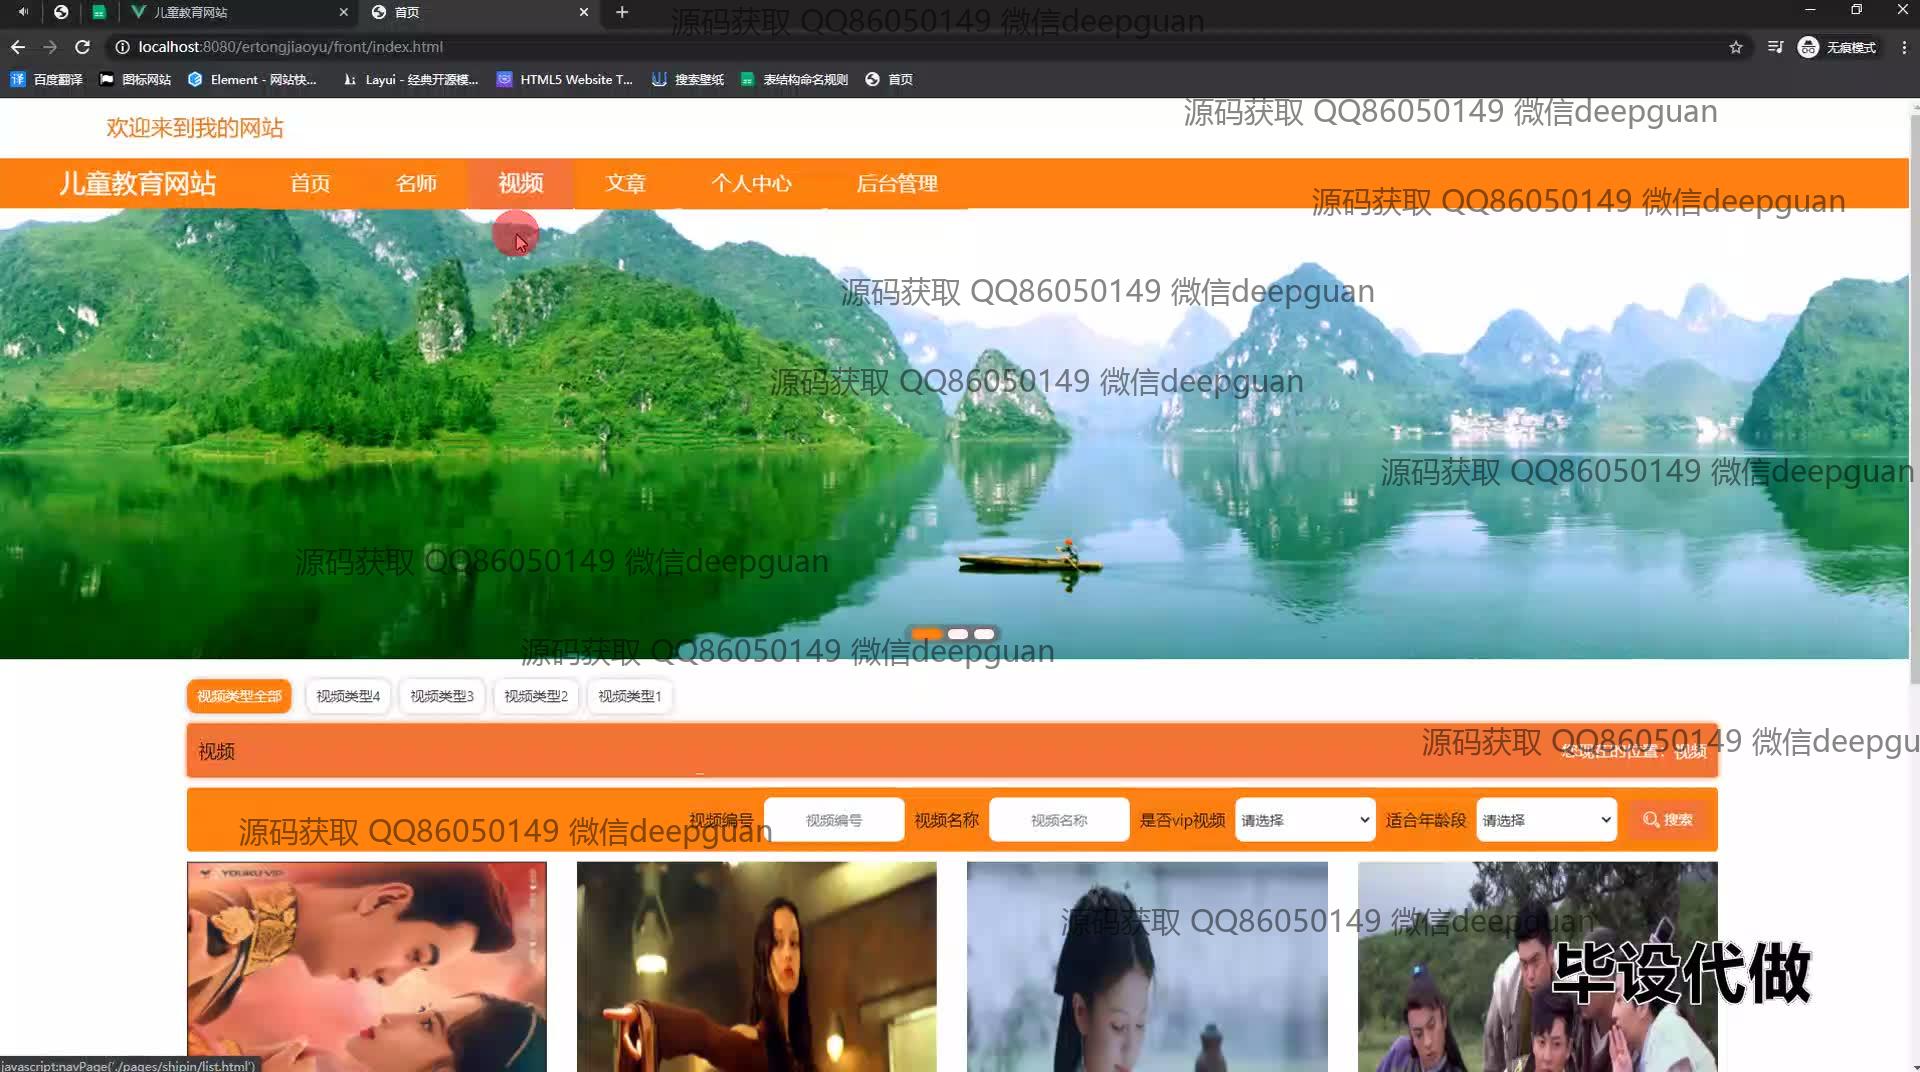 儿童教育网站
首页
源码获取 QQ86050149 微信deepguan
localhost:8080/ertongjiaoyu/front/index.html
无痕模式
百度翻译
图标网站
Element - 网站快...
Layui - 经典开源模...
HTML5 Website T...
搜索壁纸
表结构命名规则
首页
源码获取 QQ86050149 微信deepguan
欢迎来到我的网站
儿童教育网站
首页
名师
视频
文章
个人中心
后台管理
源码获取 QQ86050149 微信deepguan
源码获取 QQ86050149 微信deepguan
源码获取 QQ86050149 微信deepguan
源码获取 QQ86050149 微信deepguan
源码获取 QQ86050149 微信deepguan
源码获取 QQ86050149 微信deepguan
视频类型全部
视频类型4
视频类型3
视频类型2
视频类型1
视频
您现在的位置：视频
源码获取 QQ86050149 微信deepgu
视频编号
视频编号
视频名称
视频名称
是否vip视频
请选择
适合年龄段
请选择
搜索
源码获取 QQ86050149 微信deepguan
YOUKU VIP
源码获取 QQ86050149 微信deepguan
毕设代做
javascript:navPage('./pages/shipin/list.html')